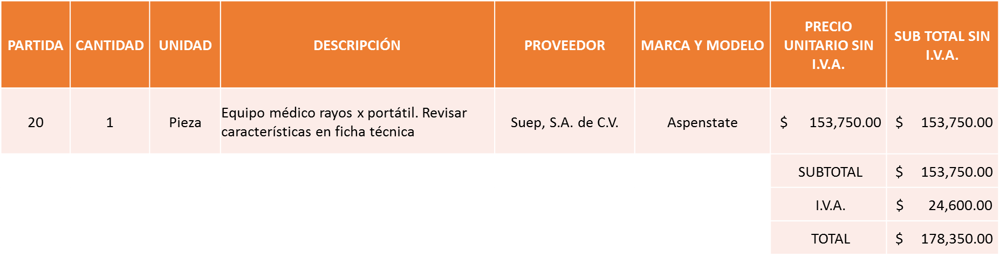 PARTIDA CANTIDAD UNIDAD DESCRIPCIÓN PROVEEDOR MARCA Y MODELO PRECIO UNITARIO SIN I.V.A. SUB TOTAL SIN I.V.A.
20 1 Pieza Equipo médico rayos x portátil. Revisar características en ficha técnica Suep, S.A. de C.V. Aspenstate $ 153,750.00 $ 153,750.00
SUBTOTAL $ 153,750.00
I.V.A. $ 24,600.00
TOTAL $ 178,350.00